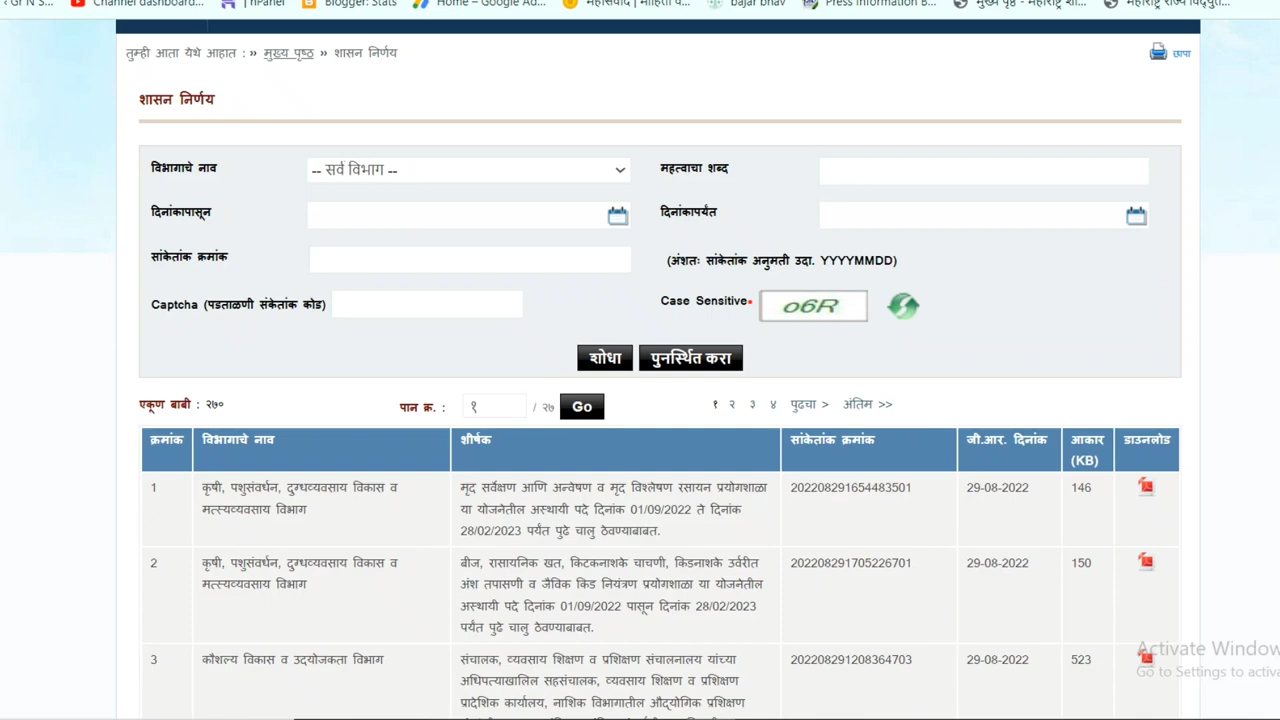 ‹ Gr N S...
Channel dashboard...
| hPanel
Blogger: Stats
Home – Google Ad...
महासंवाद | माहिती व...
bajar bhav
Press Information B...
मुख्य पृष्ठ - महाराष्ट्र शा...
महाराष्ट्र राज्य विद्युत...
तुम्ही आता येथे आहात : ›› मुख्य पृष्ठ ›› शासन निर्णय
छापा
शासन निर्णय
विभागाचे नाव
-- सर्व विभाग --
महत्वाचा शब्द
दिनांकापासून
दिनांकापर्यंत
सांकेतांक क्रमांक
(अंशतः सांकेतांक अनुमती उदा. YYYYMMDD)
Captcha (पडताळणी संकेतांक कोड)
Case Sensitive•
o6R
शोधा
पुनर्स्थित करा
एकूण बाबी : २७०
पान क्र. : १ / २७ Go
१ २ ३ ४ पुढचा > अंतिम >>
क्रमांक विभागाचे नाव शीर्षक सांकेतांक क्रमांक जी.आर. दिनांक आकार (KB) डाउनलोड
1 कृषी, पशुसंवर्धन, दुग्धव्यवसाय विकास व मृद सर्वेक्षण आणि अन्वेषण व मृद विश्लेषण रसायन प्रयोगशाळा 202208291654483501 29-08-2022 146
मत्स्यव्यवसाय विभाग या योजनेतील अस्थायी पदे दिनांक 01/09/2022 ते दिनांक
28/02/2023 पर्यंत पुढे चालु ठेवण्याबाबत.
2 कृषी, पशुसंवर्धन, दुग्धव्यवसाय विकास व बीज, रासायनिक खत, किटकनाशके चाचणी, किडनाशके उर्वरीत 202208291705226701 29-08-2022 150
मत्स्यव्यवसाय विभाग अंश तपासणी व जैविक किड नियंत्रण प्रयोगशाळा या योजनेतील
अस्थायी पदे दिनांक 01/09/2022 पासून दिनांक 28/02/2023
पर्यंत पुढे चालु ठेवण्याबाबत.
3 कौशल्य विकास व उद्योजकता विभाग संचालक, व्यवसाय शिक्षण व प्रशिक्षण संचालनालय यांच्या 202208291208364703 29-08-2022 523
अधिपत्याखालिल सहसंचालक, व्यवसाय शिक्षण व प्रशिक्षण
प्रादेशिक कार्यालय, नाशिक विभागातील औद्योगिक प्रशिक्षण
Activate Window
Go to Settings to activa